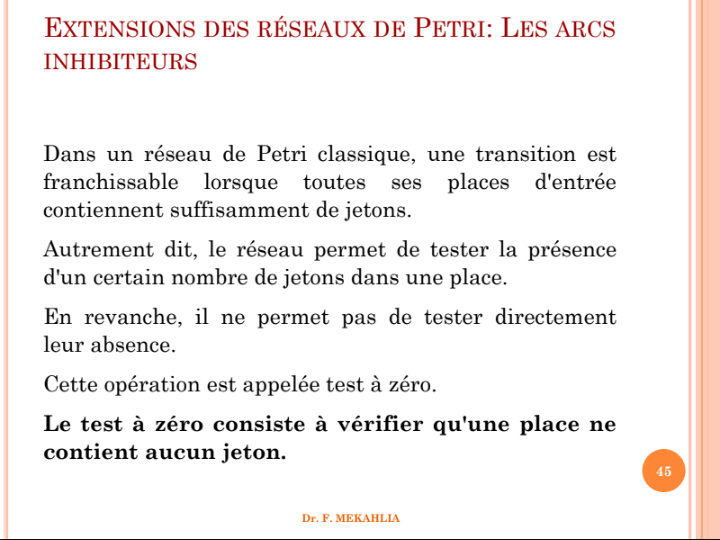 EXTENSIONS DES RÉSEAUX DE PETRI: LES ARCS
INHIBITEURS
Dans un réseau de Petri classique, une transition est
franchissable lorsque toutes ses places d'entrée
contiennent suffisamment de jetons.
Autrement dit, le réseau permet de tester la présence
d'un certain nombre de jetons dans une place.
En revanche, il ne permet pas de tester directement
leur absence.
Cette opération est appelée test à zéro.
Le test à zéro consiste à vérifier qu'une place ne
contient aucun jeton.
45
Dr. F. MEKAHLIA